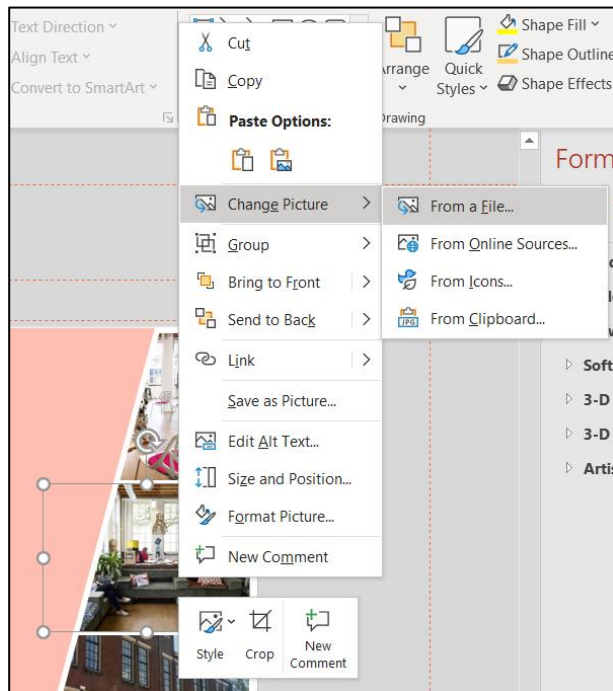 Text Direction
Align Text
Convert to SmartArt
Arrange
Quick
Styles
Drawing
Shape Fill
Shape Outline
Shape Effects
Cut
Copy
Paste Options:
Change Picture
Group
Bring to Front
Send to Back
Link
Save as Picture...
Edit Alt Text...
Size and Position...
Format Picture...
New Comment
From a File...
From Online Sources...
From Icons...
From Clipboard...
JPG
Form
Soft
3-D
3-D
Artis
Style
Crop
New
Comment